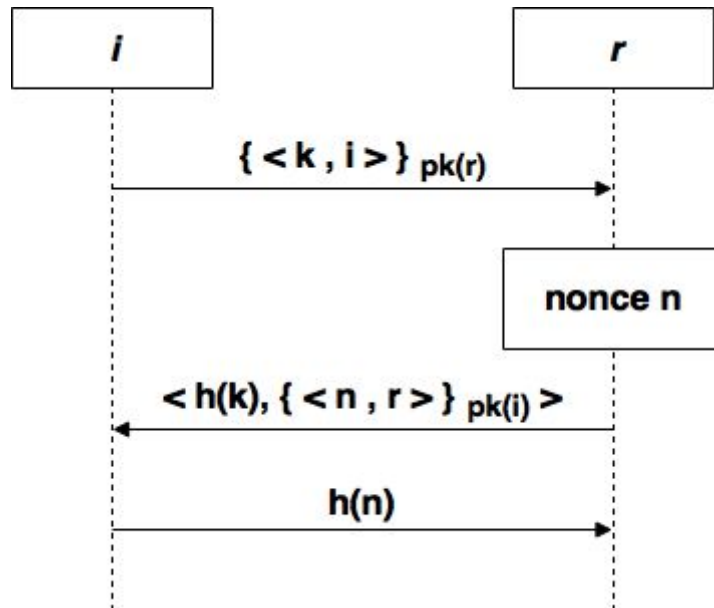 i
r
{ < k , i > } pk(r)
nonce n
< h(k), { < n , r > } pk(i) >
h(n)